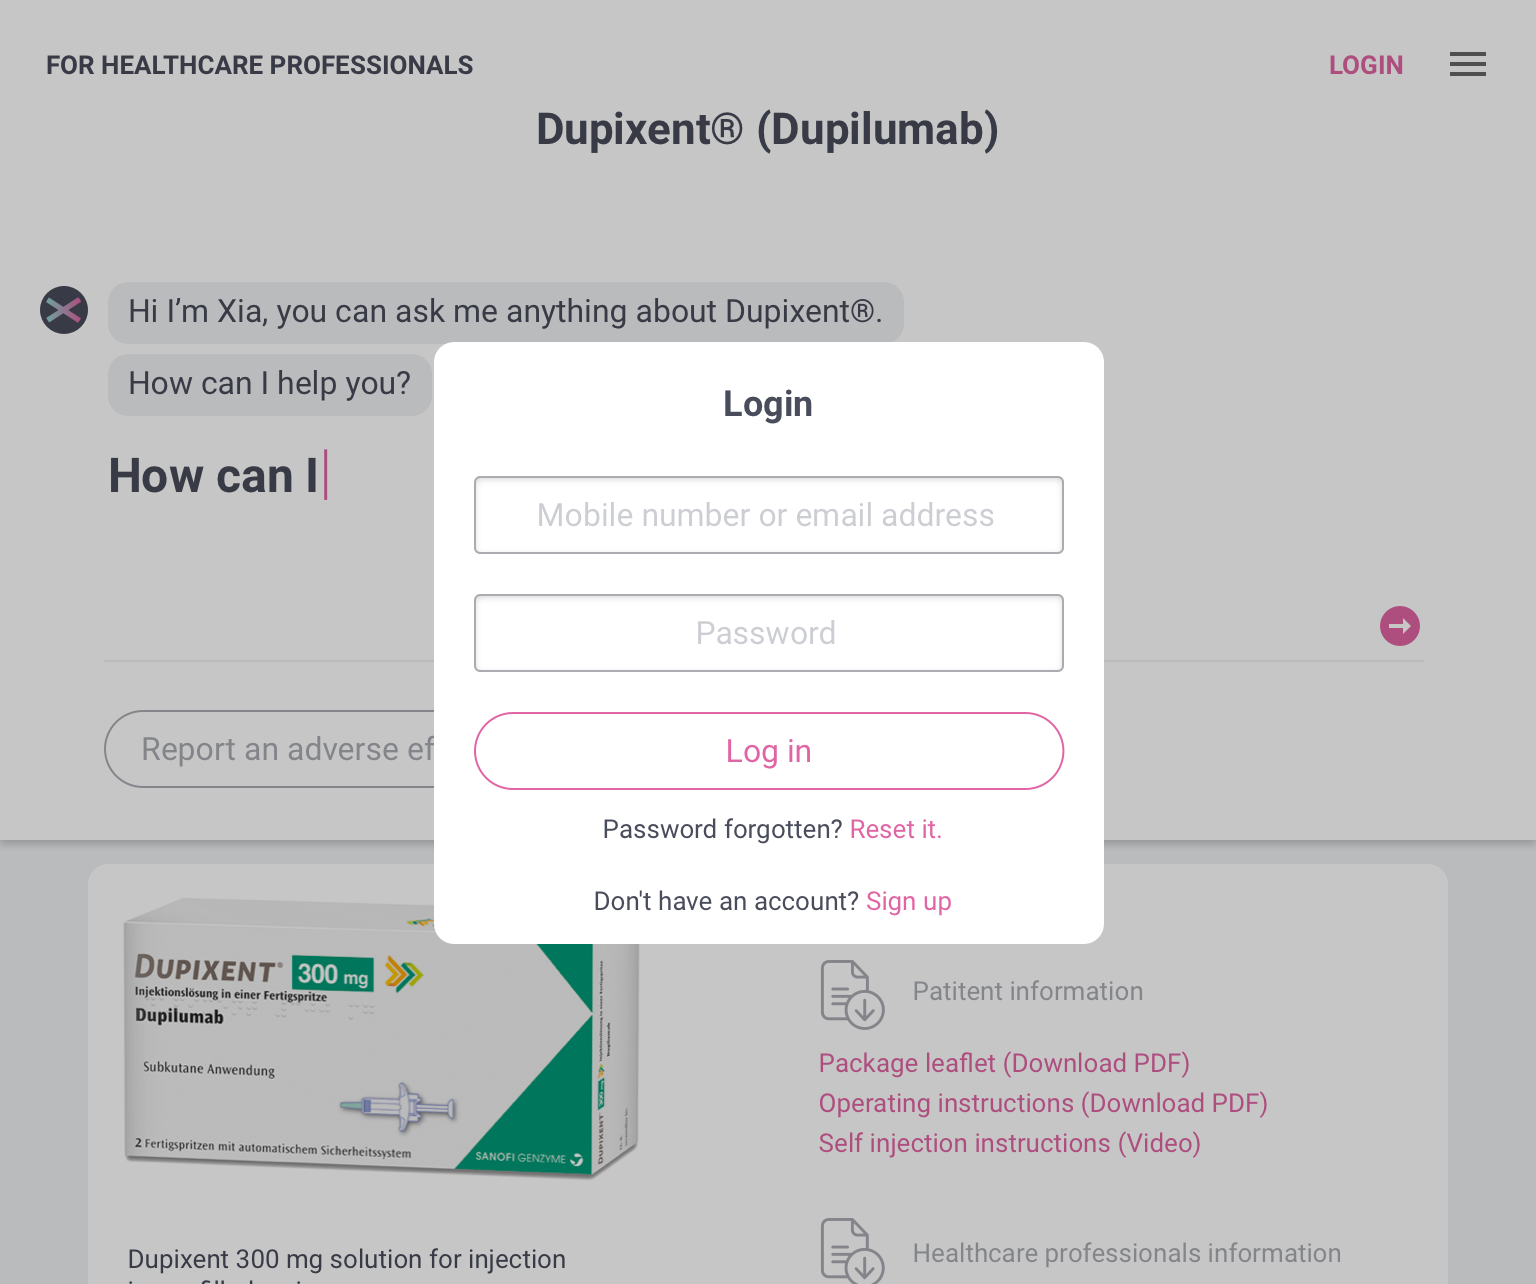 FOR HEALTHCARE PROFESSIONALS
LOGIN
Dupixent® (Dupilumab)
Hi I’m Xia, you can ask me anything about Dupixent®.
How can I help you?
How can I
Login
Mobile number or email address
Password
Log in
Password forgotten? Reset it.
Don't have an account? Sign up
Report an adverse
DUPIXENT® 300 mg
Injektionslösung in einer Fertigspritze
Dupilumab
Subkutane Anwendung
2 Fertigspritzen mit automatischem Sicherheitssystem
SANOFI GENZYME
DUPIXENT® 300 mg
Patitent information
Package leaflet (Download PDF)
Operating instructions (Download PDF)
Self injection instructions (Video)
Healthcare professionals information
Dupixent 300 mg solution for injection